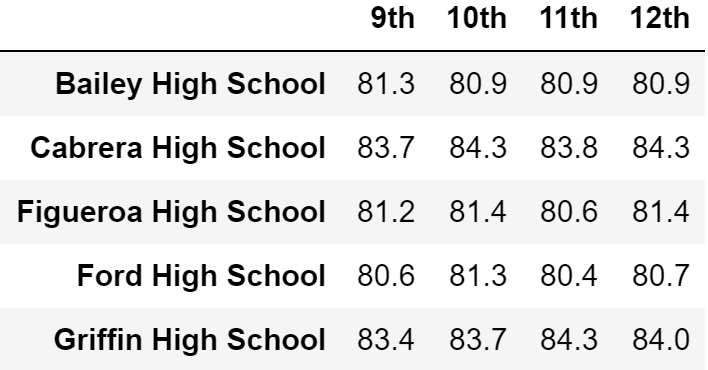 9th 10th 11th 12th
Bailey High School 81.3 80.9 80.9 80.9
Cabrera High School 83.7 84.3 83.8 84.3
Figueroa High School 81.2 81.4 80.6 81.4
Ford High School 80.6 81.3 80.4 80.7
Griffin High School 83.4 83.7 84.3 84.0